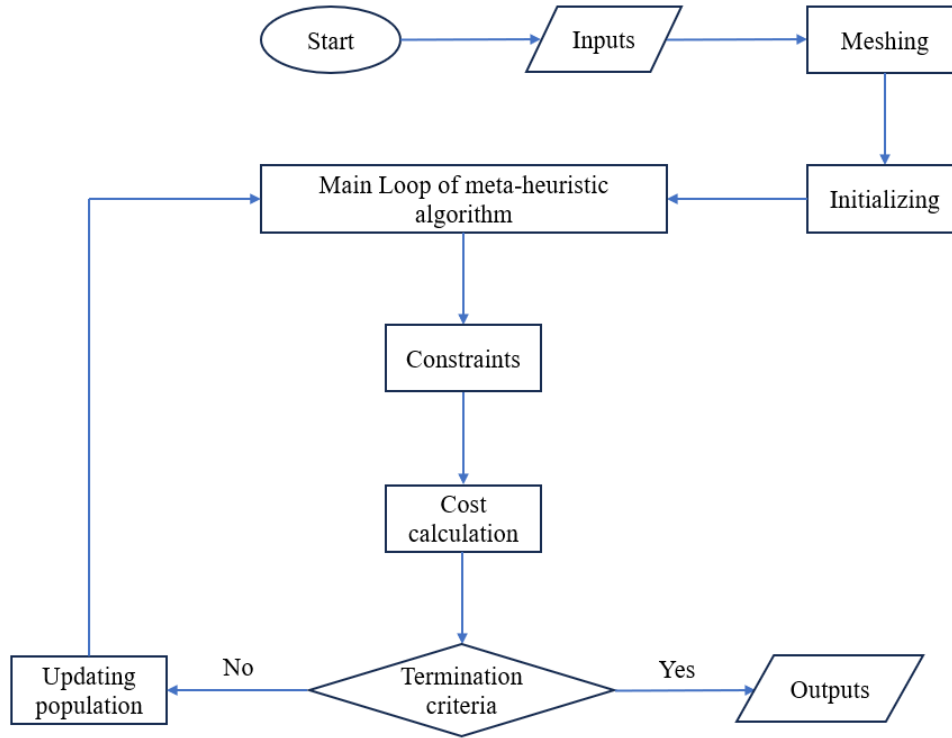 Start
Inputs
Meshing
Main Loop of meta-heuristic
algorithm
Initializing
Constraints
Cost
calculation
Updating
population
No
Termination
criteria
Yes
Outputs